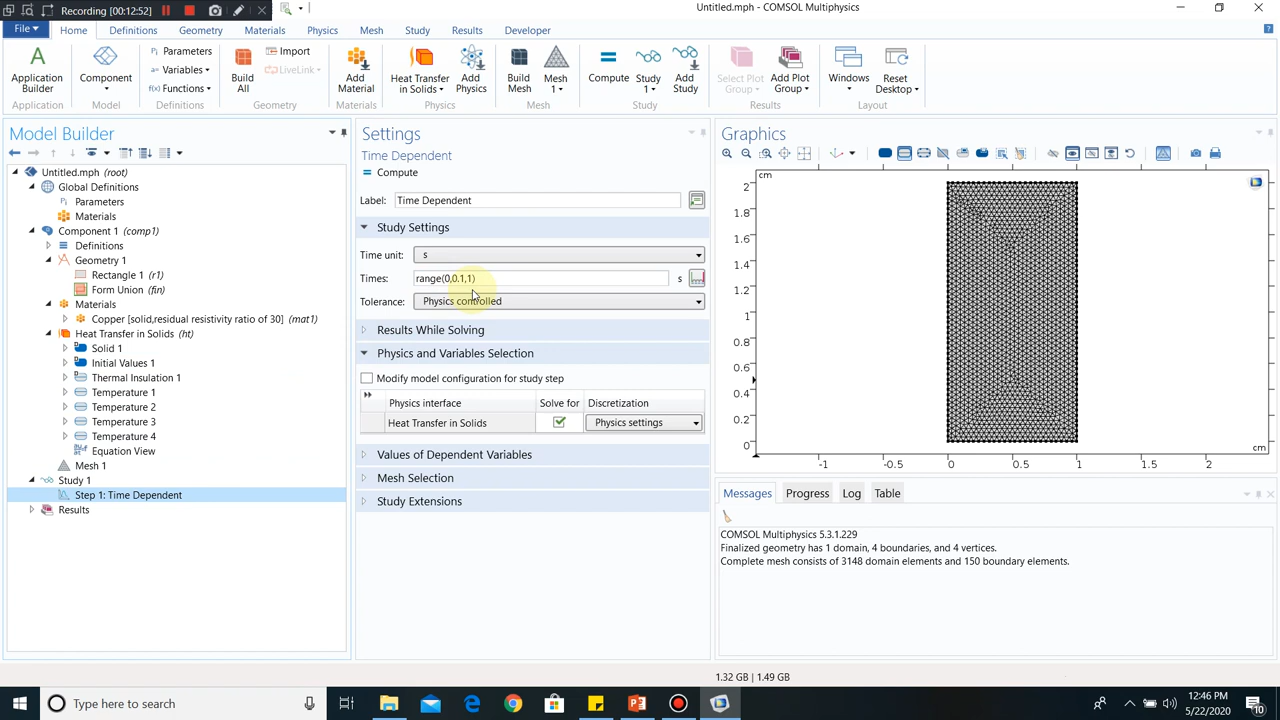 Recording [00:12:52]
Untitled.mph - COMSOL Multiphysics
File
Home
Definitions
Geometry
Materials
Physics
Mesh
Study
Results
Developer
Application Builder
Component
Parameters
Variables
Functions
Import
LiveLink
Build All
Add Material
Heat Transfer in Solids
Add Physics
Build Mesh
Mesh 1
Compute
Study 1
Add Study
Select Plot Group
Add Plot Group
Windows
Reset Desktop
Application
Model
Definitions
Geometry
Materials
Physics
Mesh
Study
Results
Layout
Model Builder
Untitled.mph (root)
Global Definitions
Parameters
Materials
Component 1 (comp1)
Definitions
Geometry 1
Rectangle 1 (r1)
Form Union (fin)
Materials
Copper [solid,residual resistivity ratio of 30] (mat1)
Heat Transfer in Solids (ht)
Solid 1
Initial Values 1
Thermal Insulation 1
Temperature 1
Temperature 2
Temperature 3
Temperature 4
Equation View
Mesh 1
Study 1
Step 1: Time Dependent
Results
Settings
Time Dependent
= Compute
Label: Time Dependent
Study Settings
Time unit: s
Times: range(0,0.1,1) s
Tolerance: Physics controlled
Results While Solving
Physics and Variables Selection
Modify model configuration for study step
Physics interface Solve for Discretization
Heat Transfer in Solids Physics settings
Values of Dependent Variables
Mesh Selection
Study Extensions
Graphics
cm
2
1.8
1.6
1.4
1.2
1
0.8
0.6
0.4
0.2
0
cm
-1 -0.5 0 0.5 1 1.5 2
Messages Progress Log Table
COMSOL Multiphysics 5.3.1.229
Finalized geometry has 1 domain, 4 boundaries, and 4 vertices.
Complete mesh consists of 3148 domain elements and 150 boundary elements.
1.32 GB | 1.49 GB
Type here to search
12:46 PM
5/22/2020
10